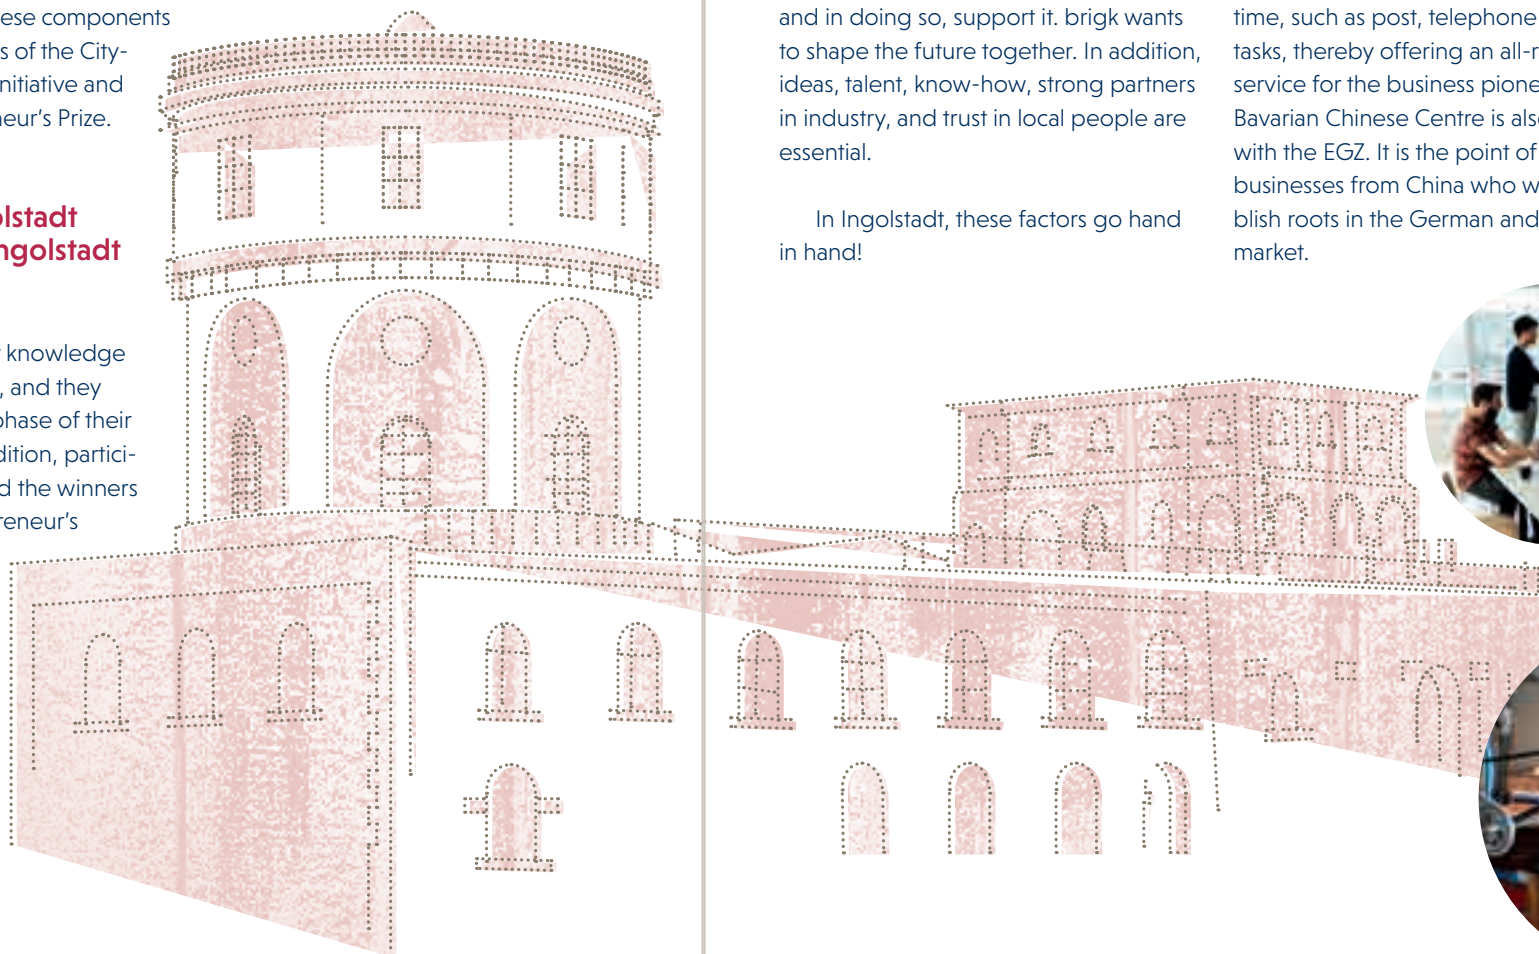 ese components
s of the City-
nitiative and
eur's Prize.
olstadt
ngolstadt
knowledge
, and they
phase of their
dition, partici-
d the winners
reneur's
and in doing so, support it. brigk wants
to shape the future together. In addition,
ideas, talent, know-how, strong partners
in industry, and trust in local people are
essential.
In Ingolstadt, these factors go hand
in hand!
time, such as post, telephone
tasks, thereby offering an all-r
service for the business pione
Bavarian Chinese Centre is als
with the EGZ. It is the point of
businesses from China who w
blish roots in the German and
market.